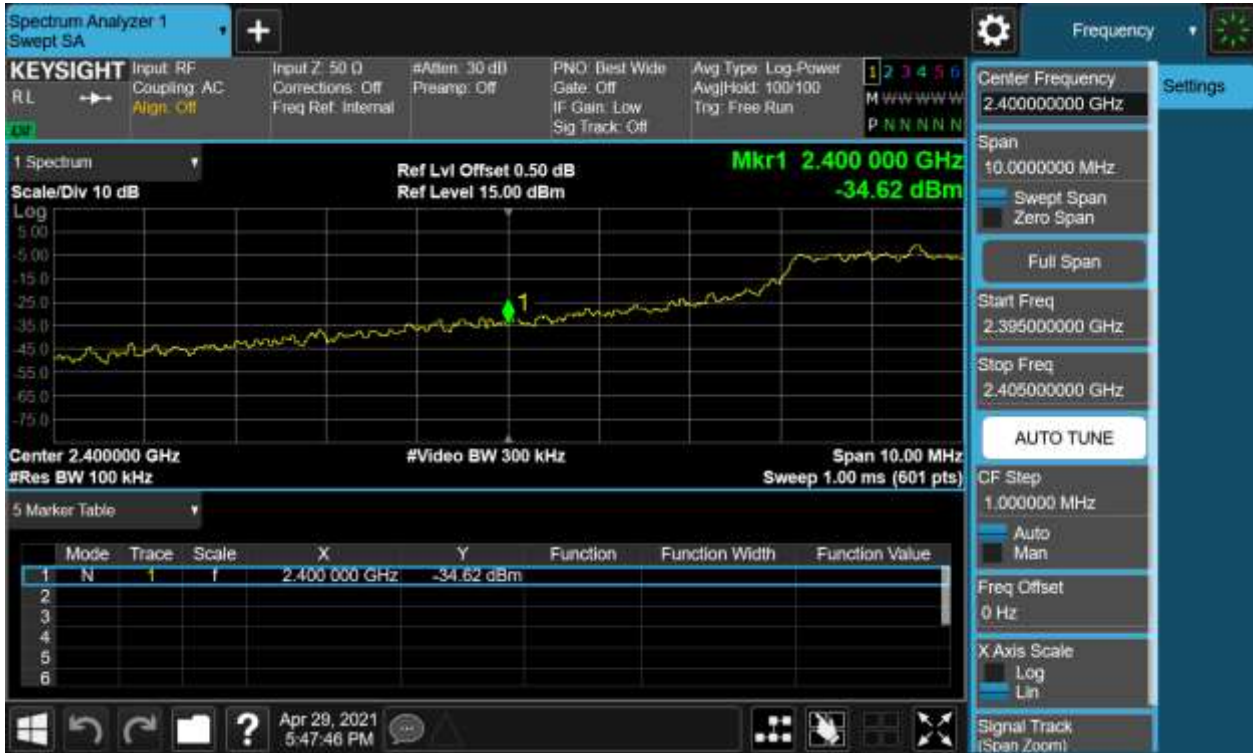 Spectrum Analyzer 1
Swept SA
+
Frequency
KEYSIGHT
RL
Input: RF
Coupling: AC
Align: Off
Input Z: 50 Ω
Corrections: Off
Freq Ref: Internal
#Atten: 30 dB
Preamp: Off
PNO: Best Wide
Gate: Off
IF Gain: Low
Sig Track: Off
Avg Type: Log-Power
Avg|Hold: 100/100
Trig: Free Run
1 2 3 4 5 6
M W W W W W
P N N N N N
Center Frequency
2.400000000 GHz
Settings
Span
10.0000000 MHz
Swept Span
Zero Span
Full Span
Start Freq
2.395000000 GHz
Stop Freq
2.405000000 GHz
AUTO TUNE
CF Step
1.000000 MHz
Auto
Man
Freq Offset
0 Hz
X Axis Scale
Log
Lin
Signal Track
(Span Zoom)
1 Spectrum
Scale/Div 10 dB
Ref Lvl Offset 0.50 dB
Ref Level 15.00 dBm
Mkr1 2.400 000 GHz
-34.62 dBm
Log
5.00
-5.00
-15.0
-25.0
-35.0
-45.0
-55.0
-65.0
-75.0
1
Center 2.400000 GHz
#Res BW 100 kHz
#Video BW 300 kHz
Span 10.00 MHz
Sweep 1.00 ms (601 pts)
5 Marker Table
Mode Trace Scale X Y Function Function Width Function Value
1 N 1 f 2.400 000 GHz -34.62 dBm
2
3
4
5
6
?
Apr 29, 2021
5:47:46 PM